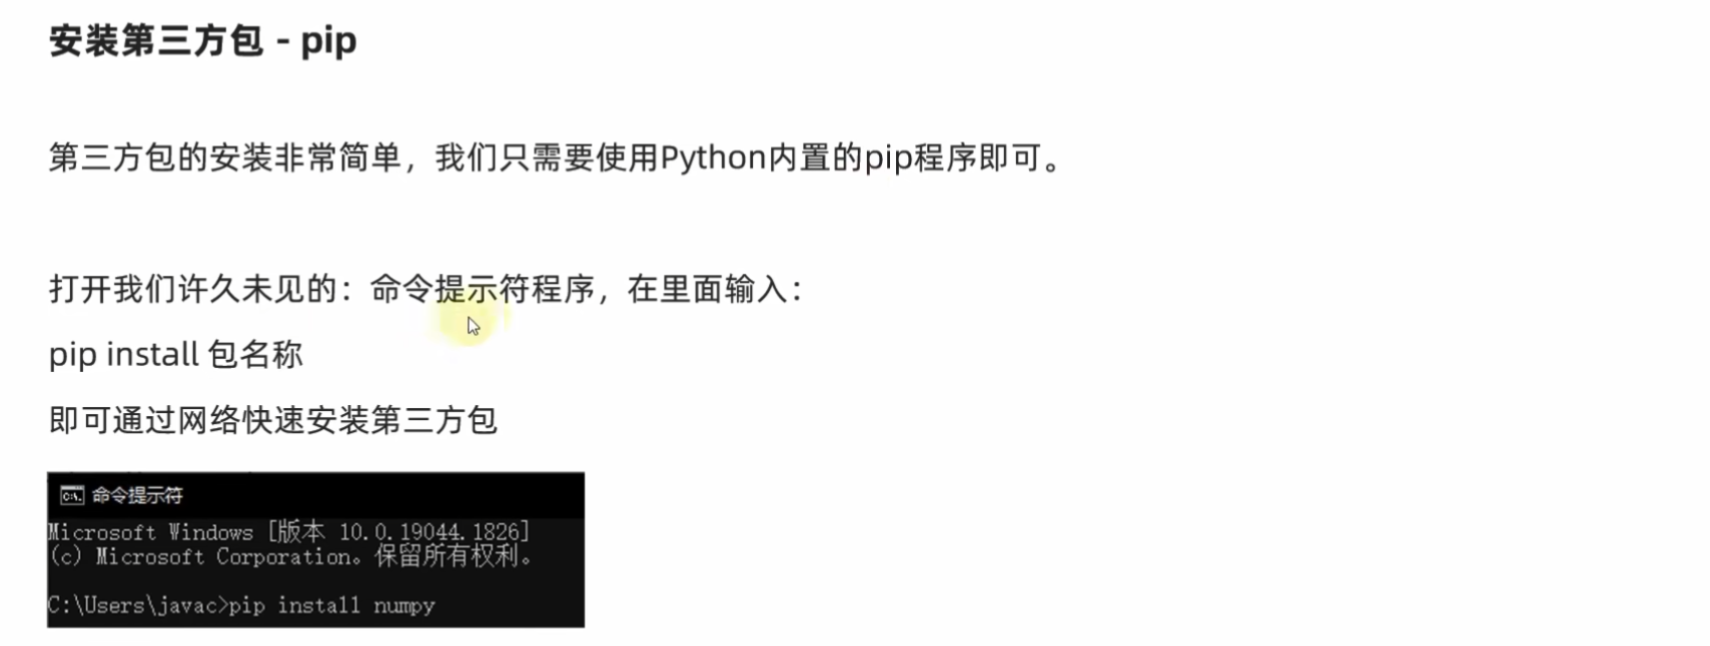 安装第三方包 - pip
第三方包的安装非常简单，我们只需要使用Python内置的pip程序即可。
打开我们许久未见的：命令提示符程序，在里面输入：
pip install 包名称
即可通过网络快速安装第三方包
命令提示符
Microsoft Windows [版本 10.0.19044.1826]
(c) Microsoft Corporation。保留所有权利。
C:\Users\javac>pip install numpy